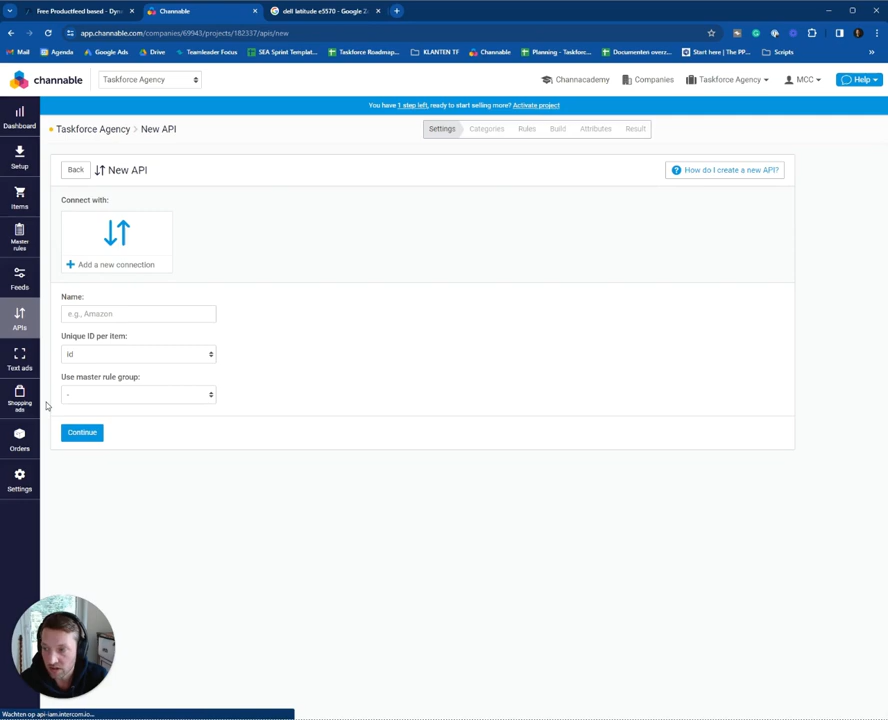 Free Productfeed based - Dyn
Channable
dell latitude e5570 - Google Z
app.channable.com/companies/69943/projects/182337/apis/new
Mail
Agenda
Drive
Google Ads
Teamleader Focus
SEA Sprint Templat...
Taskforce Roadmap...
KLANTEN TF
Channable
Planning - Taskforc...
Documenten overz...
Start here | The PP...
Scripts
»
channable
Taskforce Agency
Channacademy
Companies
Taskforce Agency
MCC
Help
You have 1 step left, ready to start selling more? Activate project
Dashboard
Setup
Items
Master
rules
Feeds
APIs
Text ads
Shopping
ads
Orders
Settings
Taskforce Agency > New API
Settings
Categories
Rules
Build
Attributes
Result
Back
New API
? How do I create a new API?
Connect with:
+ Add a new connection
Name:
e.g., Amazon
Unique ID per item:
id
Use master rule group:
-
Continue
Wachten op api-iam.intercom.io...